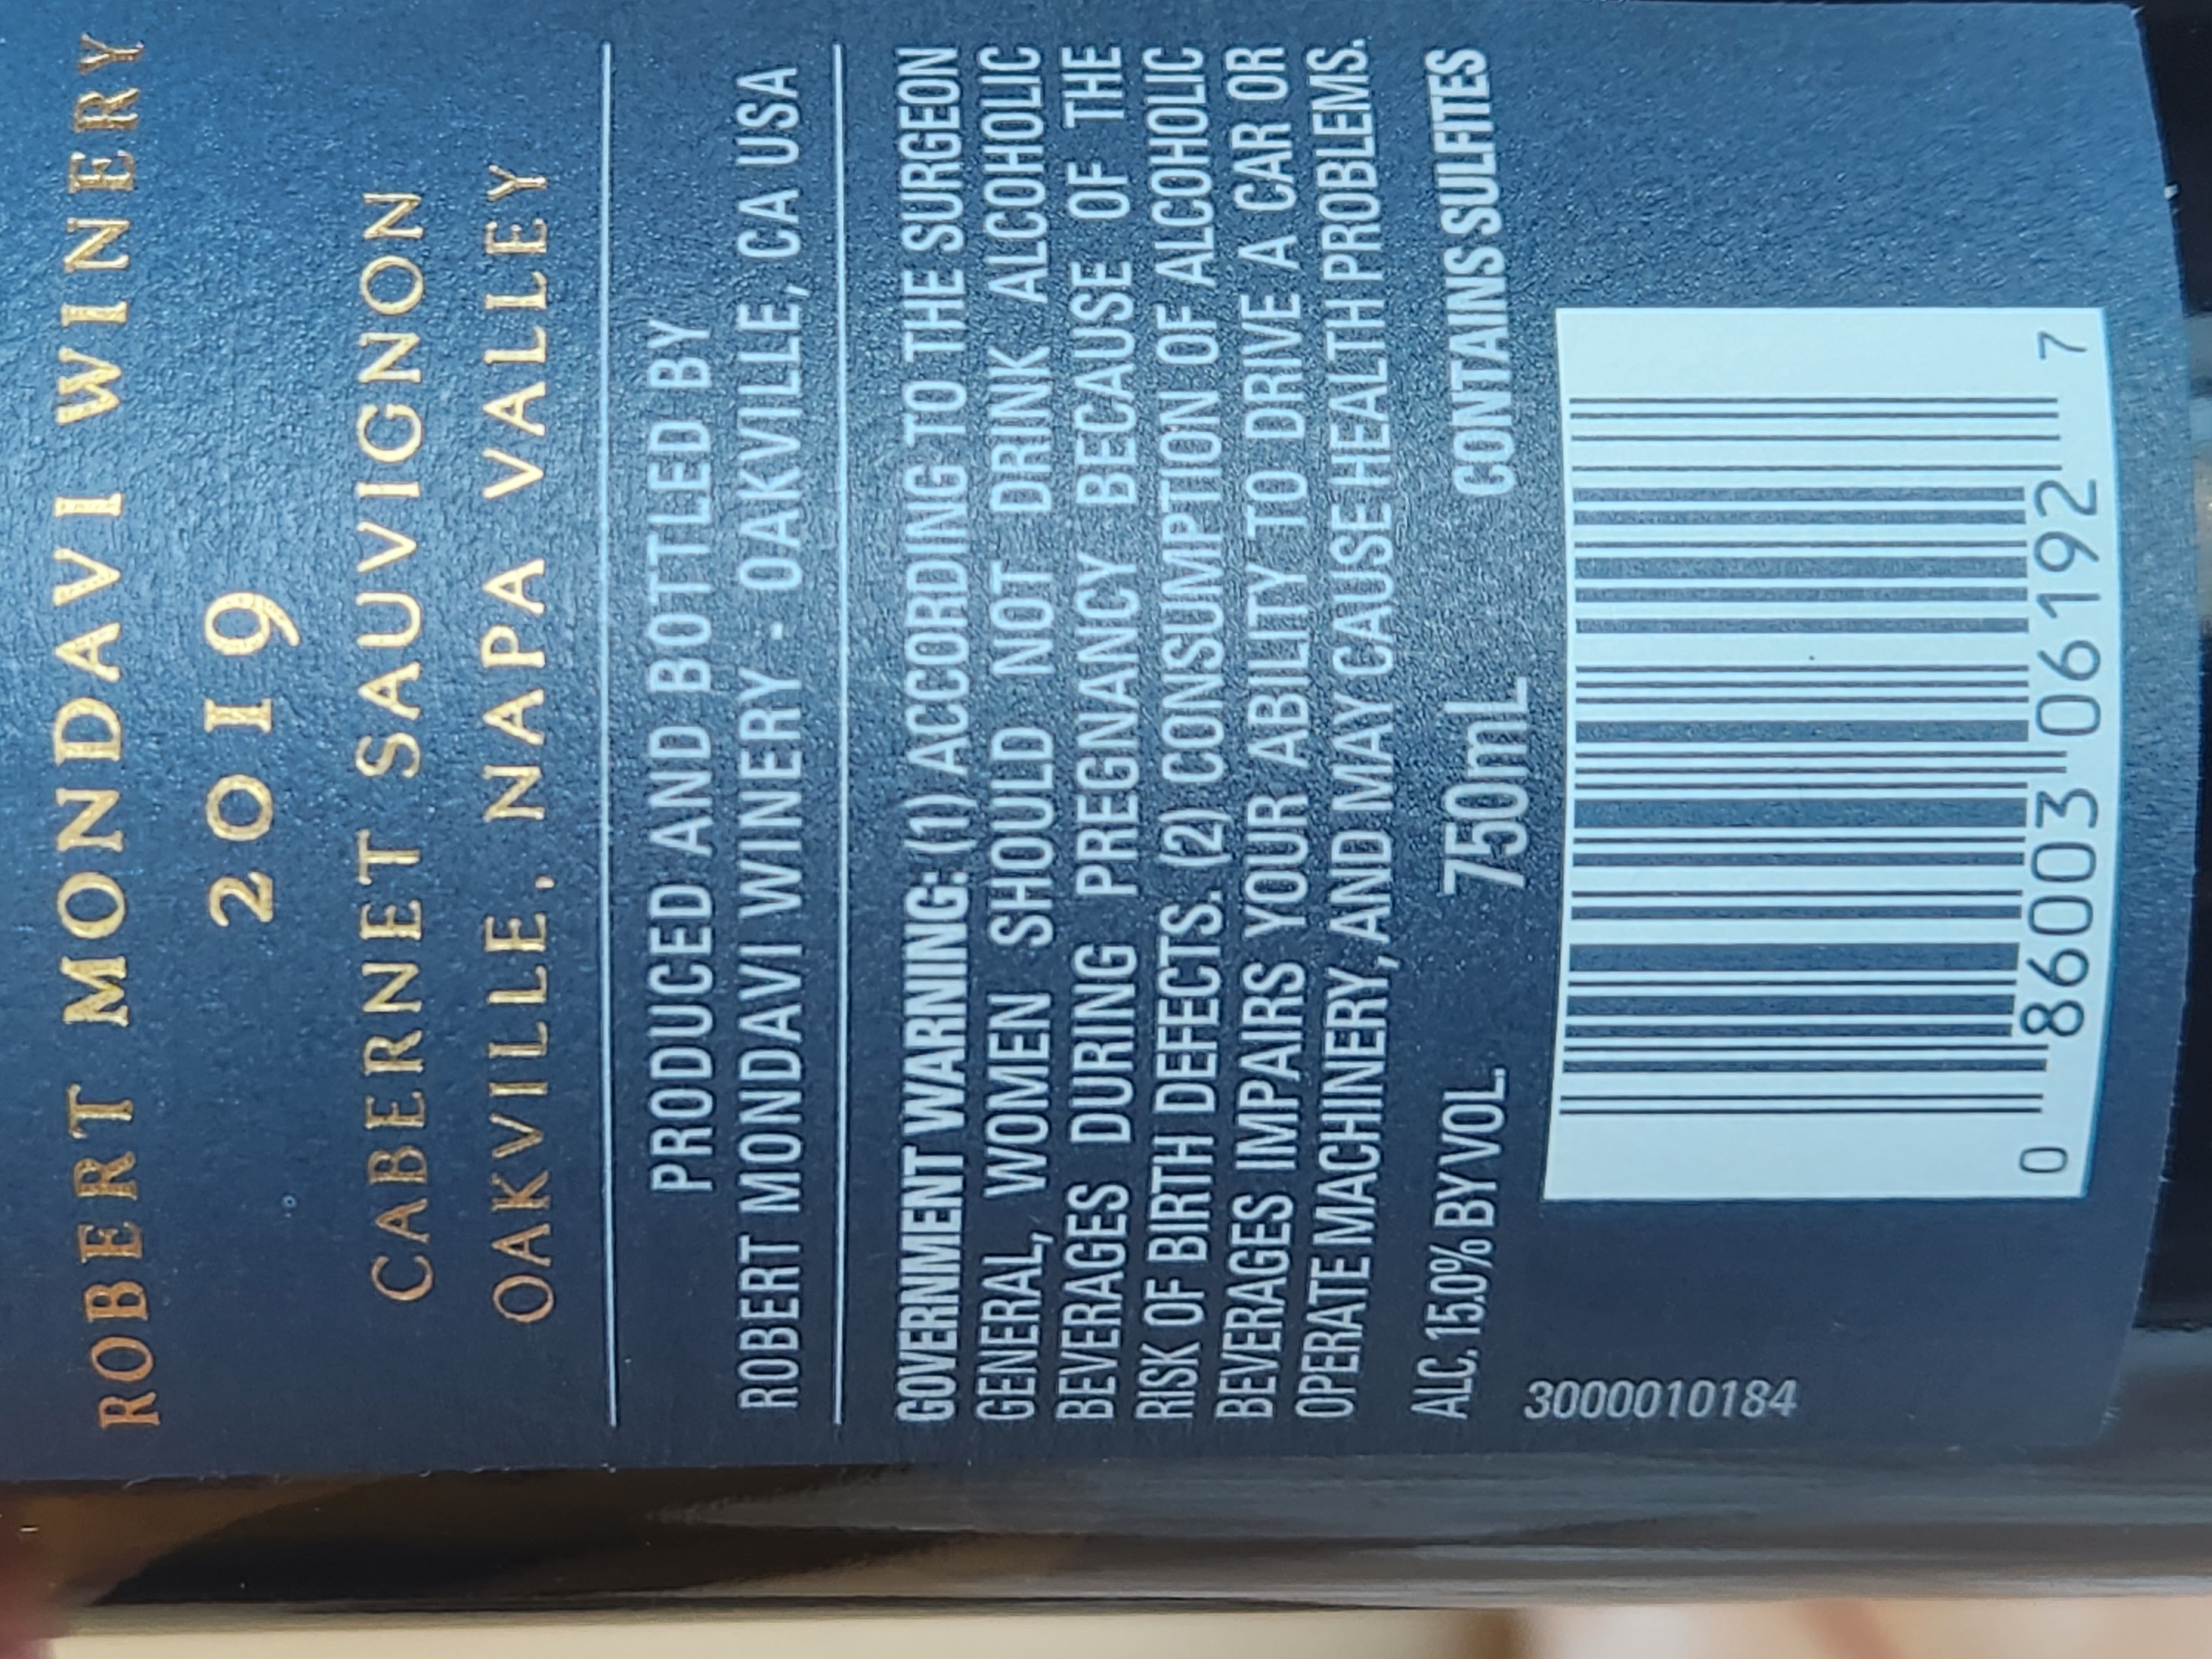 ROBERT MONDAVI WINERY
2019
CABERNET SAUVIGNON
OAKVILLE, NAPA VALLEY
PRODUCED AND BOTTLED BY
ROBERT MONDAVI WINERY - OAKVILLE, CA USA
GOVERNMENT WARNING: (1) ACCORDING TO THE SURGEON
GENERAL, WOMEN SHOULD NOT DRINK ALCOHOLIC
BEVERAGES DURING PREGNANCY BECAUSE OF THE
RISK OF BIRTH DEFECTS. (2) CONSUMPTION OF ALCOHOLIC
BEVERAGES IMPAIRS YOUR ABILITY TO DRIVE A CAR OR
OPERATE MACHINERY, AND MAY CAUSE HEALTH PROBLEMS.
ALC. 15.0% BY VOL. 750mL CONTAINS SULFITES
3000010184
0 86003 06192 7